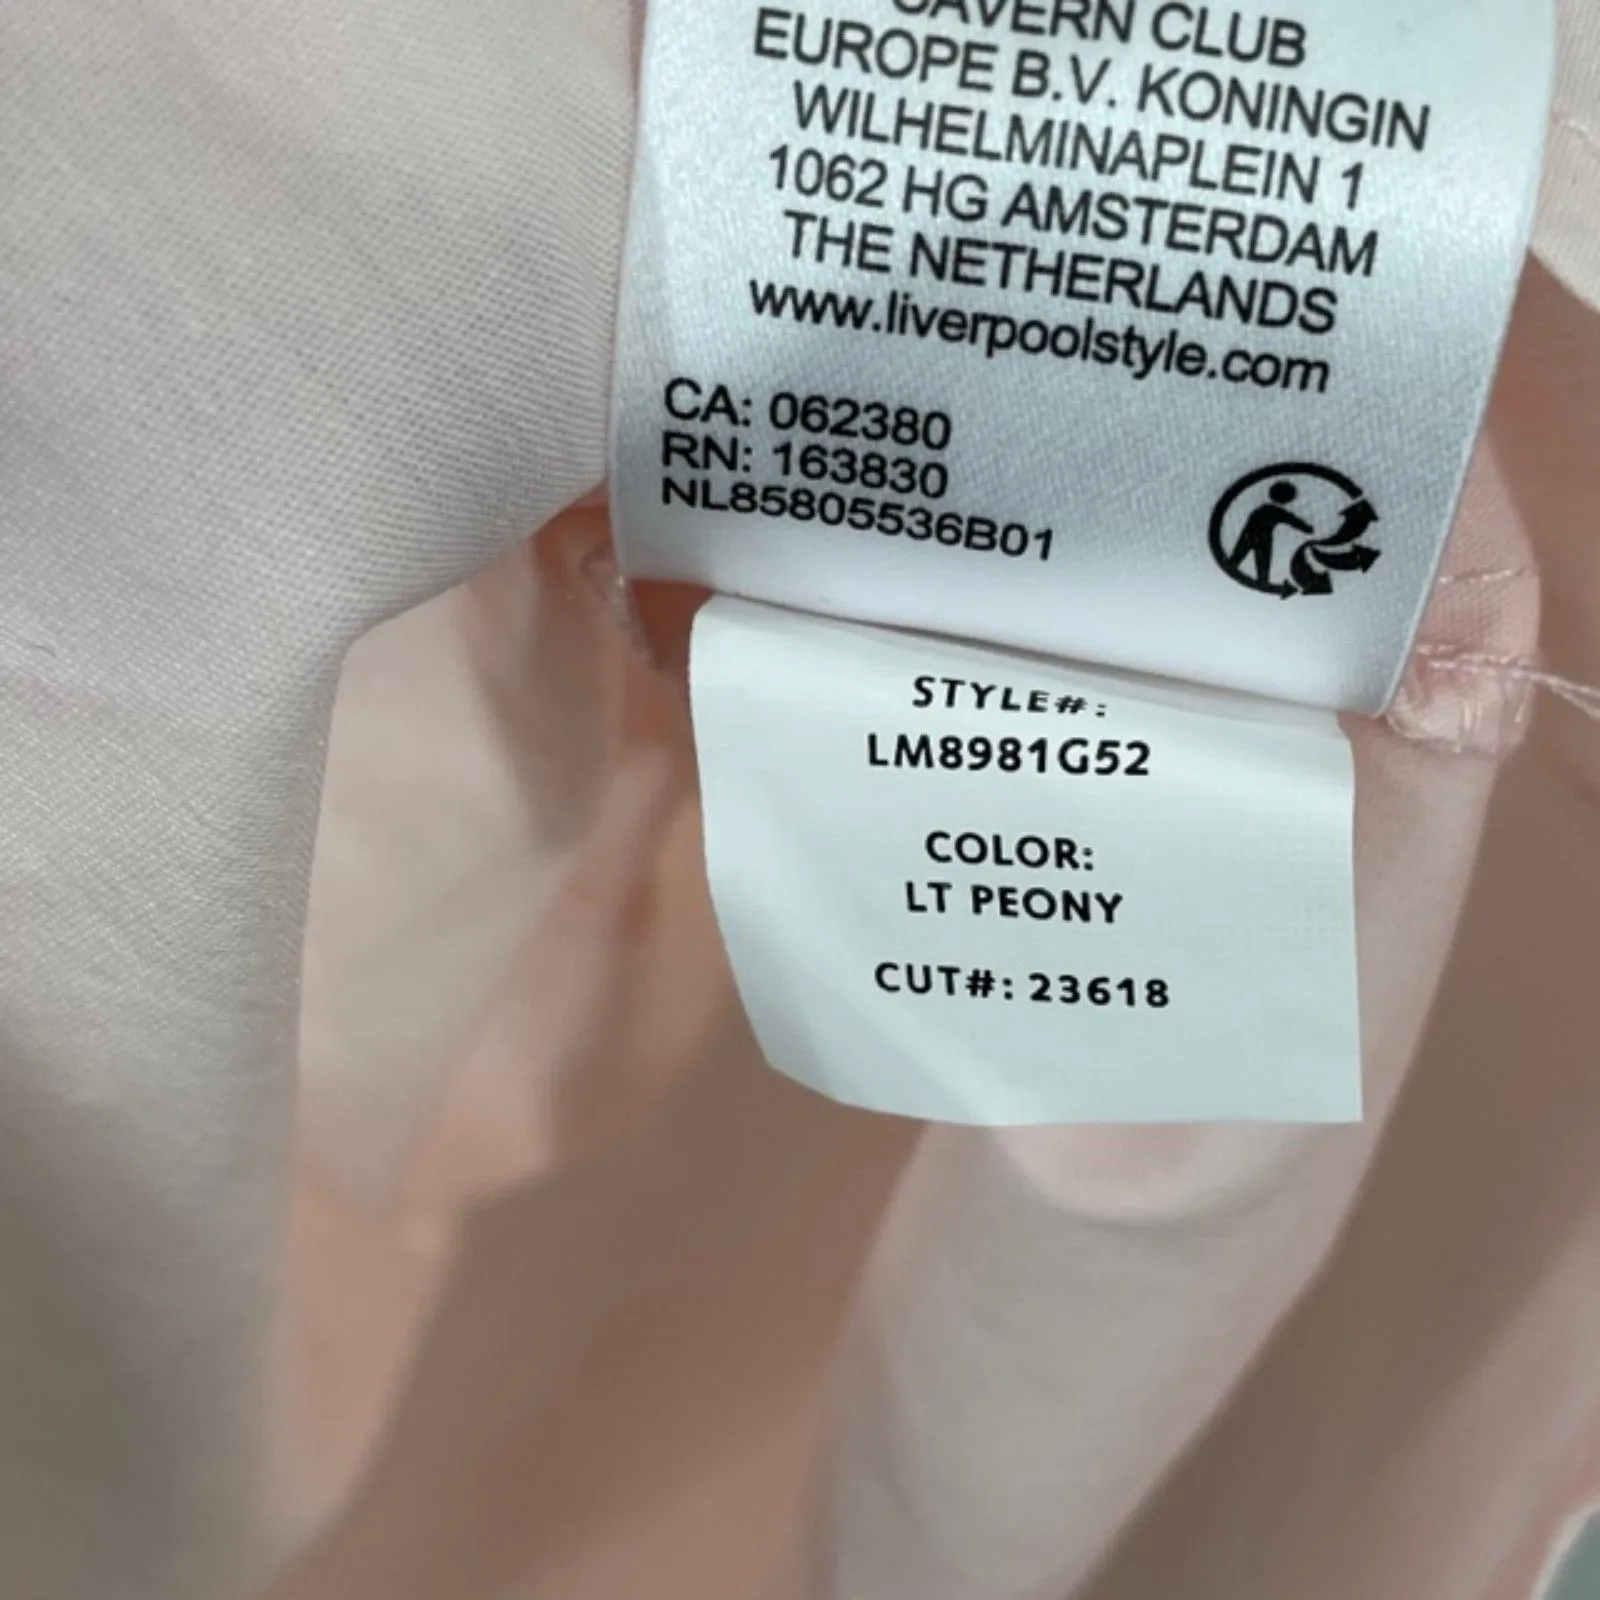 CAVERN CLUB
EUROPE B.V. KONINGIN
WILHELMINAPLEIN 1
1062 HG AMSTERDAM
THE NETHERLANDS
www.liverpoolstyle.com
CA: 062380
RN: 163830
NL85805536B01
STYLE#:
LM8981G52
COLOR:
LT PEONY
CUT#: 23618